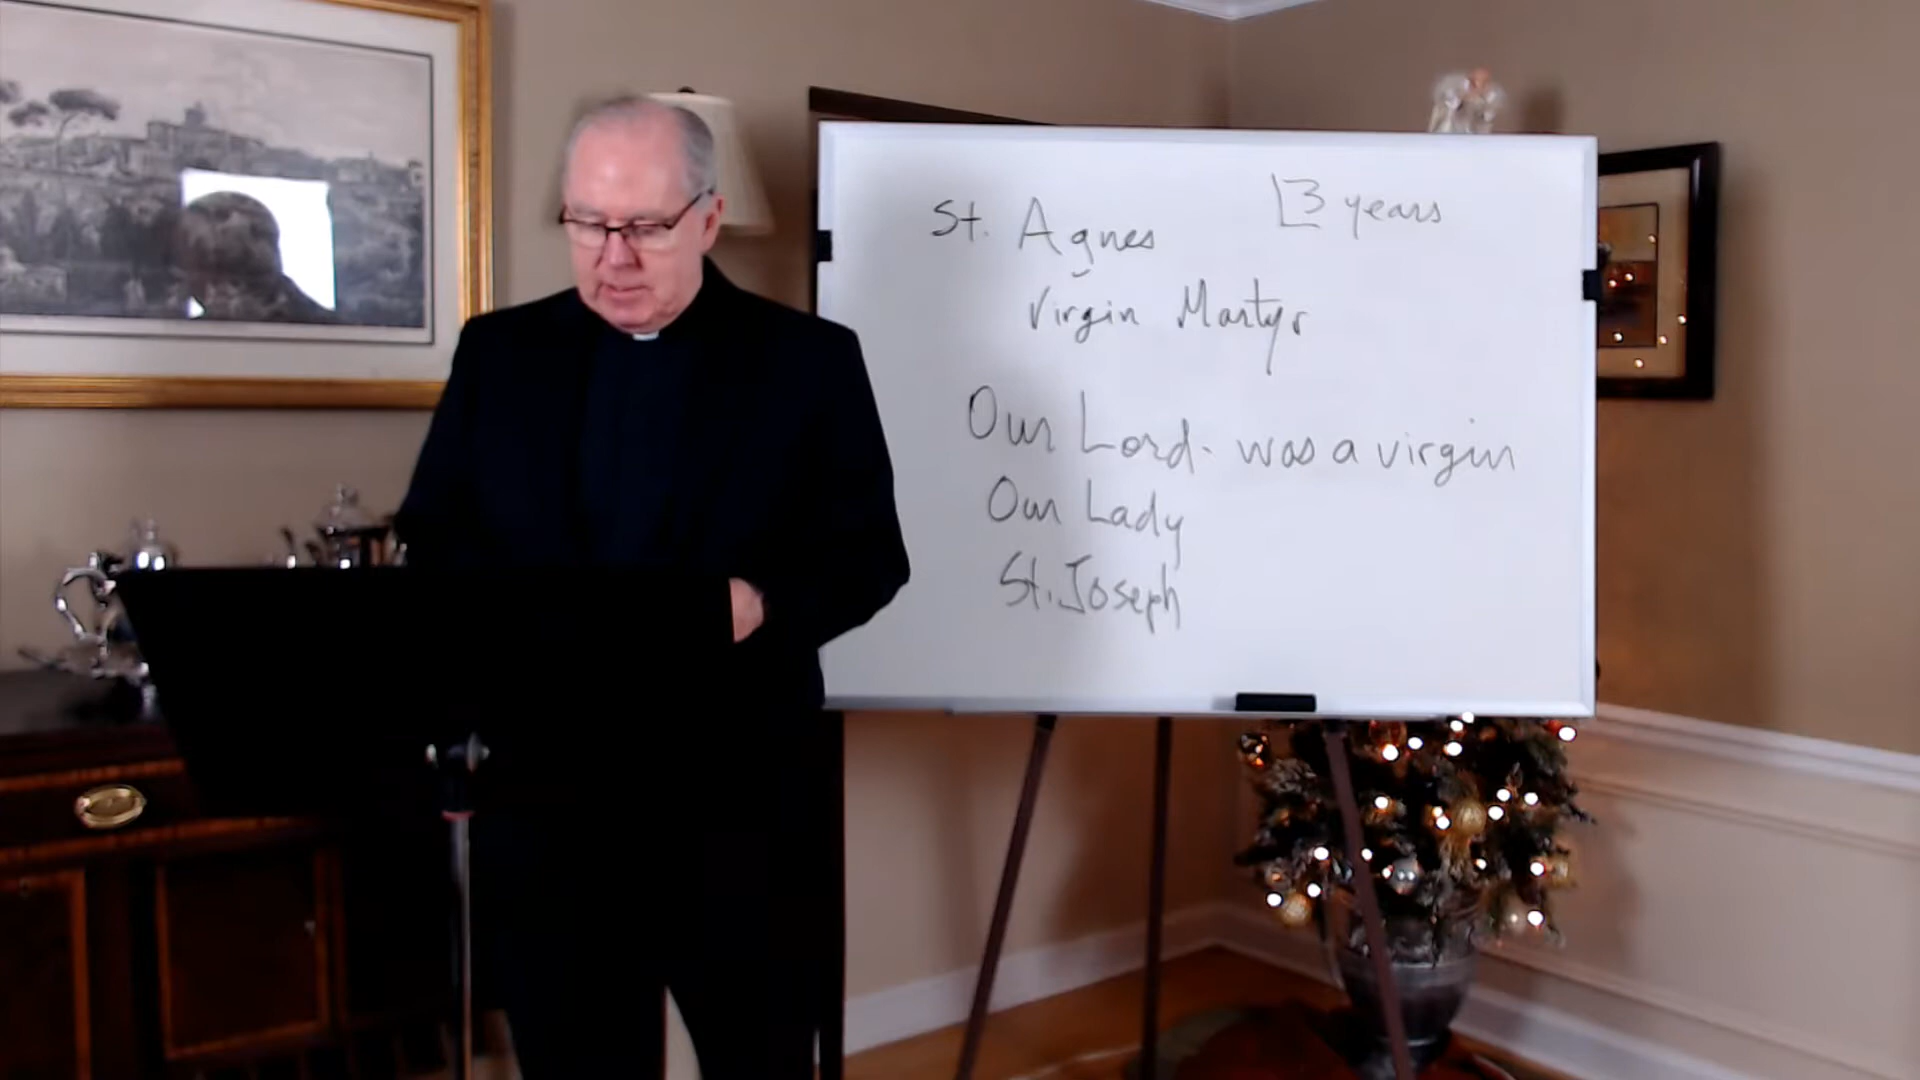 St. Agnes 13 years
Virgin Martyr
Our Lord - was a virgin
Our Lady
St. Joseph